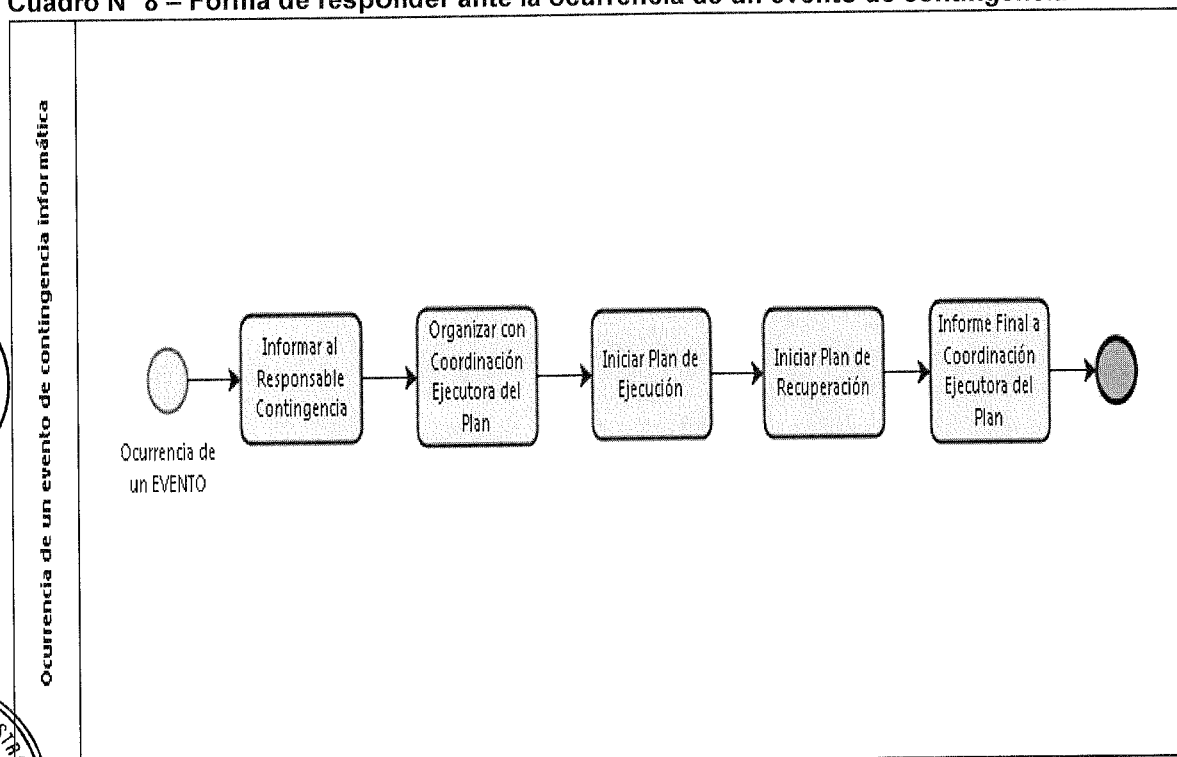 Cuadro N° 8 – Forma de responder ante la ocurrencia de un evento de contingencia
Ocurrencia de un evento de contingencia informática
Ocurrencia de
un EVENTO
Informar al
Responsable
Contingencia
Organizar con
Coordinación
Ejecutora del
Plan
Iniciar Plan de
Ejecución
Iniciar Plan de
Recuperación
Informe Final a
Coordinación
Ejecutora del
Plan